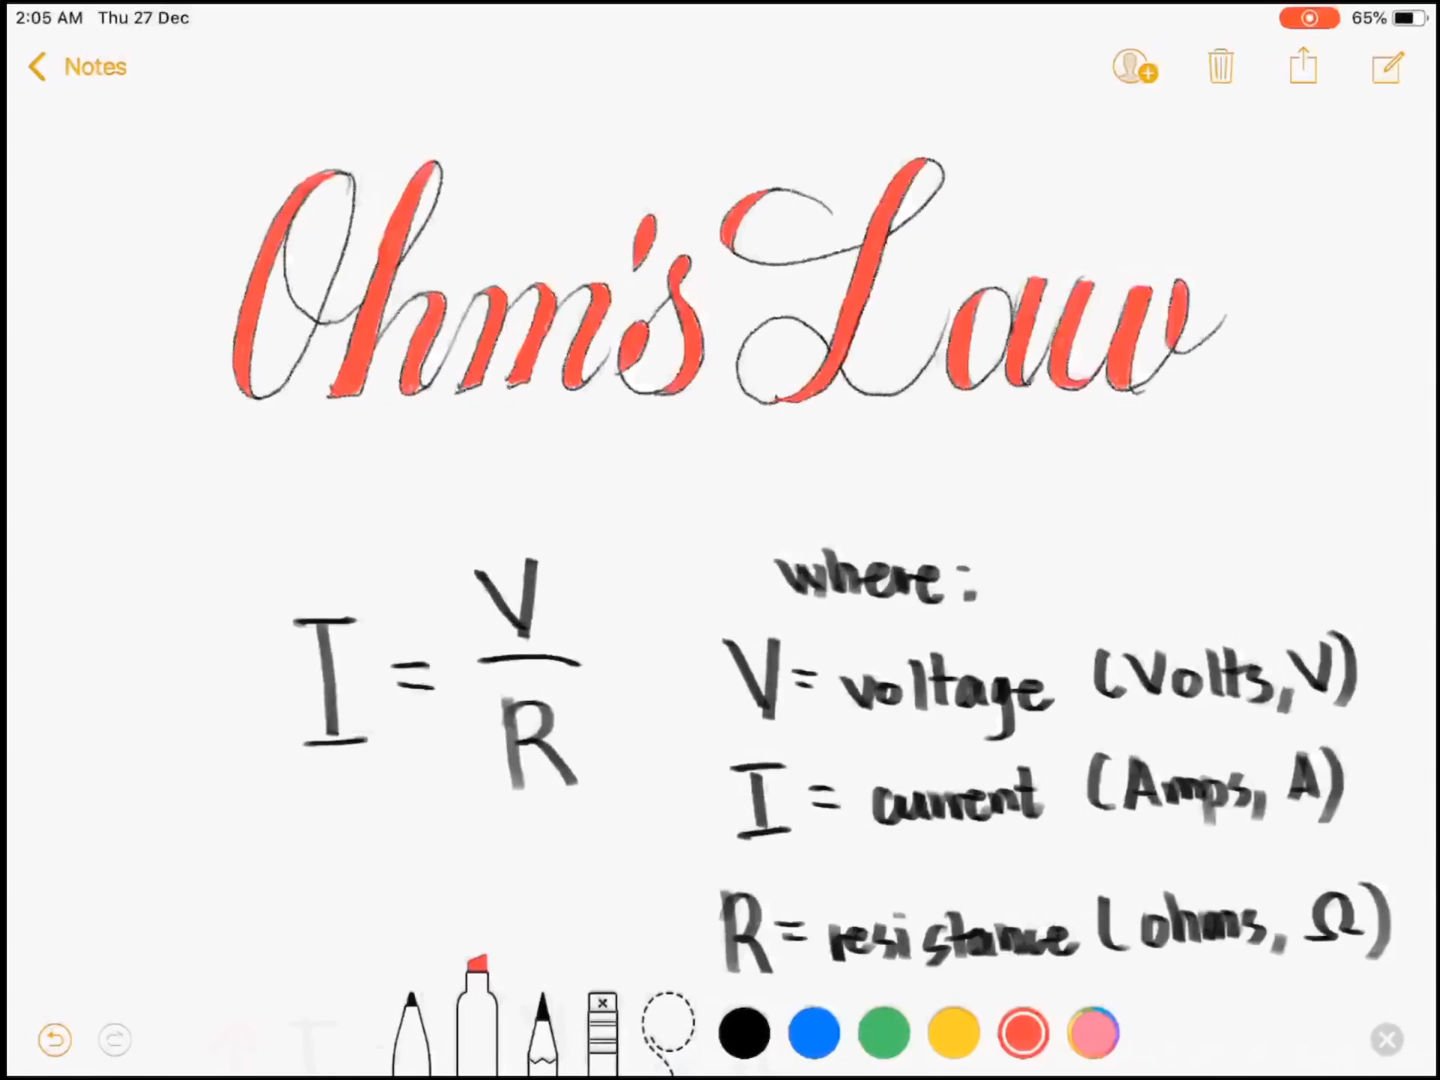 2:05 AM Thu 27 Dec 65%
Notes
Ohm's Law
I = V/R
where:
V = voltage (Volts, V)
I = current (Amps, A)
R = resistance (ohms, Ω)